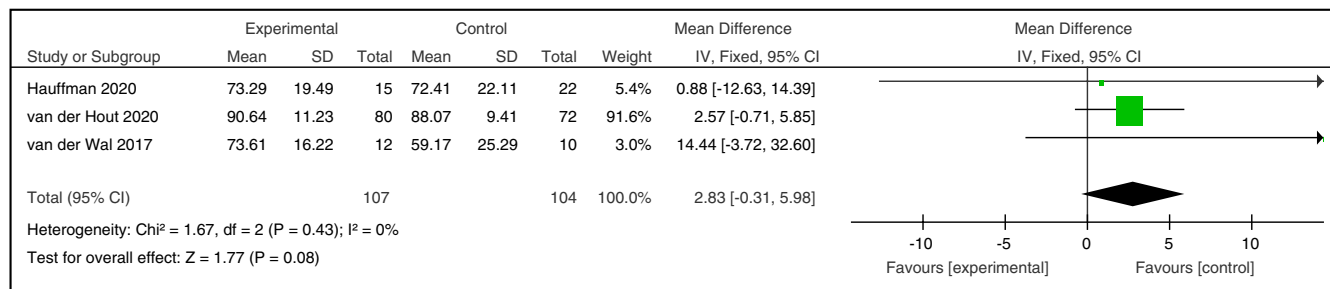 Experimental Control Mean Difference Mean Difference
Study or Subgroup Mean SD Total Mean SD Total Weight IV, Fixed, 95% CI IV, Fixed, 95% CI
Hauffman 2020 73.29 19.49 15 72.41 22.11 22 5.4% 0.88 [-12.63, 14.39]
van der Hout 2020 90.64 11.23 80 88.07 9.41 72 91.6% 2.57 [-0.71, 5.85]
van der Wal 2017 73.61 16.22 12 59.17 25.29 10 3.0% 14.44 [-3.72, 32.60]
Total (95% CI) 107 104 100.0% 2.83 [-0.31, 5.98]
Heterogeneity: Chi² = 1.67, df = 2 (P = 0.43); I² = 0%
Test for overall effect: Z = 1.77 (P = 0.08)
-10 -5 0 5 10
Favours [experimental] Favours [control]